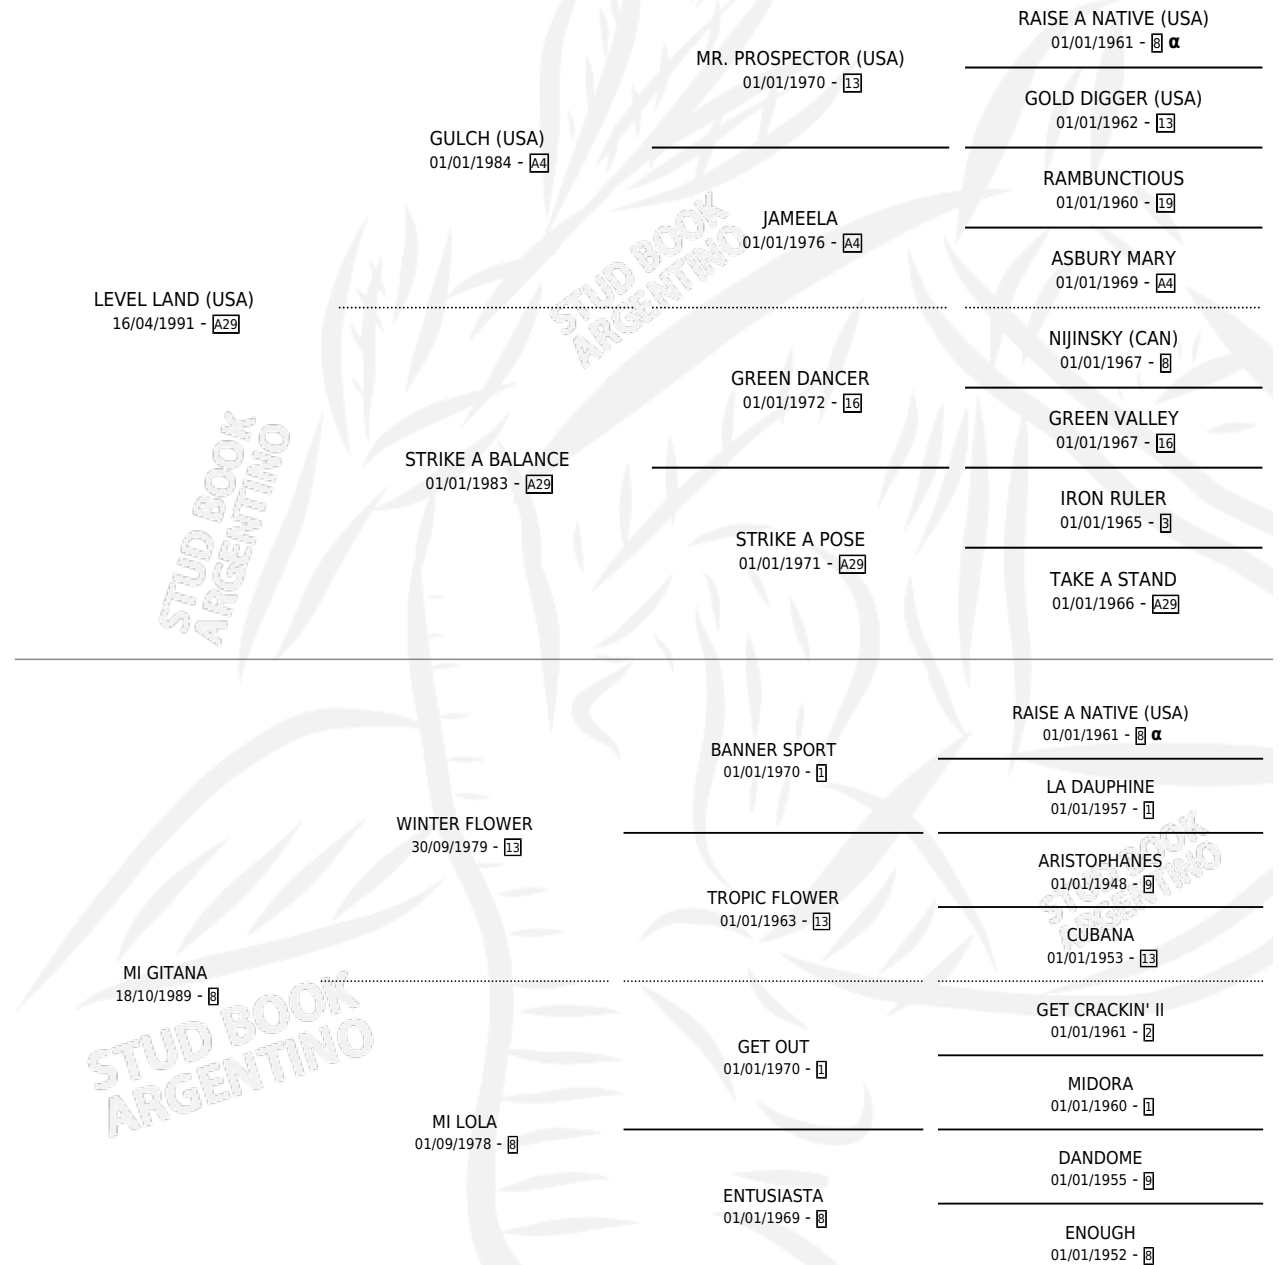 RAISE A NATIVE (USA)
01/01/1961 - 8 α
MR. PROSPECTOR (USA)
01/01/1970 - 13
GOLD DIGGER (USA)
01/01/1962 - 13
GULCH (USA)
01/01/1984 - A4
RAMBUNCTIOUS
01/01/1960 - 19
JAMEELA
01/01/1976 - A4
ASBURY MARY
01/01/1969 - A4
LEVEL LAND (USA)
16/04/1991 - A29
NIJINSKY (CAN)
01/01/1967 - 8
GREEN DANCER
01/01/1972 - 16
GREEN VALLEY
01/01/1967 - 16
STRIKE A BALANCE
01/01/1983 - A29
IRON RULER
01/01/1965 - 3
STRIKE A POSE
01/01/1971 - A29
TAKE A STAND
01/01/1966 - A29
RAISE A NATIVE (USA)
01/01/1961 - 8 α
BANNER SPORT
01/01/1970 - 1
LA DAUPHINE
01/01/1957 - 1
WINTER FLOWER
30/09/1979 - 13
ARISTOPHANES
01/01/1948 - 9
TROPIC FLOWER
01/01/1963 - 13
CUBANA
01/01/1953 - 13
MI GITANA
18/10/1989 - 8
GET CRACKIN' II
01/01/1961 - 2
GET OUT
01/01/1970 - 1
MIDORA
01/01/1960 - 1
MI LOLA
01/09/1978 - 8
DANDOME
01/01/1955 - 9
ENTUSIASTA
01/01/1969 - 8
ENOUGH
01/01/1952 - 8
STUD BOOK
ARGENTINO
STUD BOOK
ARGENTINO
STUD BOOK
ARGENTINO
STUD BOOK
ARGENTINO